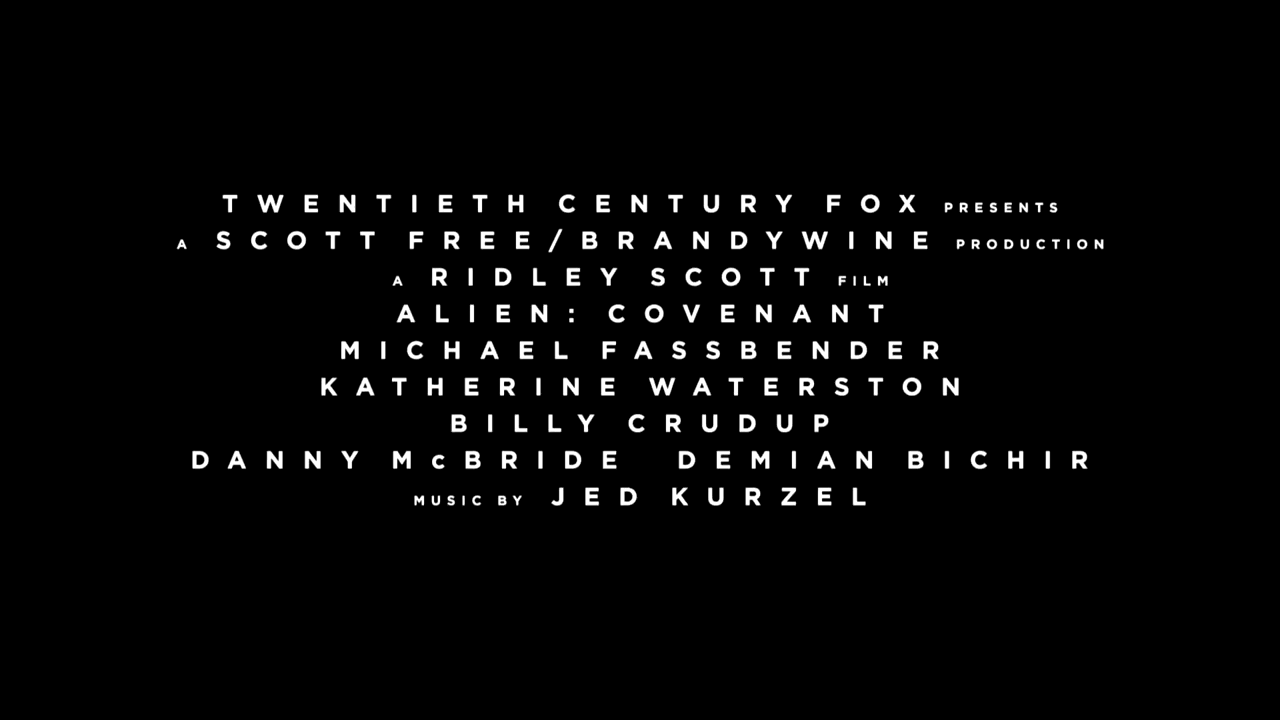 TWENTIETH CENTURY FOX PRESENTS
A SCOTT FREE/BRANDYWINE PRODUCTION
A RIDLEY SCOTT FILM
ALIEN: COVENANT
MICHAEL FASSBENDER
KATHERINE WATERSTON
BILLY CRUDUP
DANNY McBRIDE DEMIAN BICHIR
MUSIC BY JED KURZEL